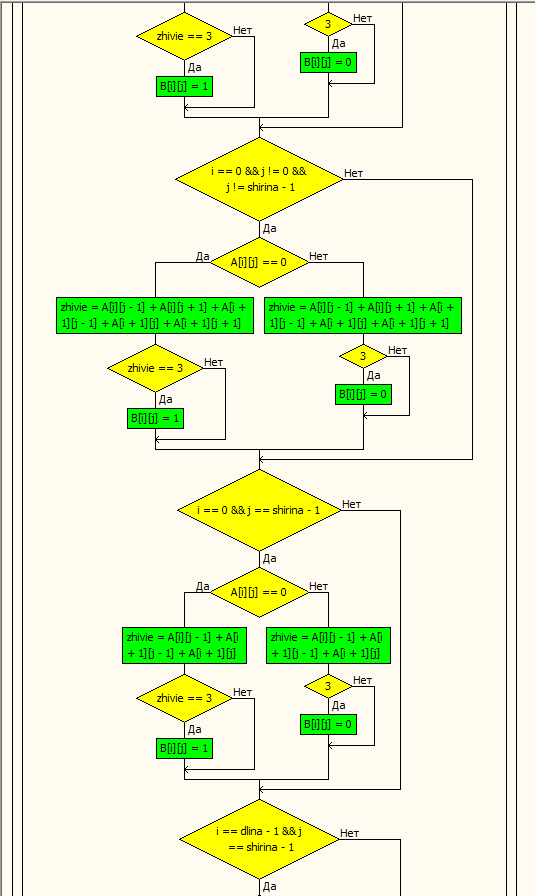 3
Нет
zhivie == 3
Нет
Да
Да
B[i][j] = 0
B[i][j] = 1
i == 0 && j != 0 &&
j != shirina - 1
Нет
Да
Да
A[i][j] == 0
Нет
zhivie = A[i][j - 1] + A[i][j + 1] + A[i +
1][j - 1] + A[i + 1][j] + A[i + 1][j + 1]
zhivie = A[i][j - 1] + A[i][j + 1] + A[i +
1][j - 1] + A[i + 1][j] + A[i + 1][j + 1]
zhivie == 3
Нет
3
Нет
Да
Да
B[i][j] = 1
B[i][j] = 0
i == 0 && j == shirina - 1
Нет
Да
Да
A[i][j] == 0
Нет
zhivie = A[i][j - 1] + A[i
+ 1][j - 1] + A[i + 1][j]
zhivie = A[i][j - 1] + A[i
+ 1][j - 1] + A[i + 1][j]
zhivie == 3
Нет
3
Нет
Да
Да
B[i][j] = 1
B[i][j] = 0
i == dlina - 1 && j
== shirina - 1
Нет
Да